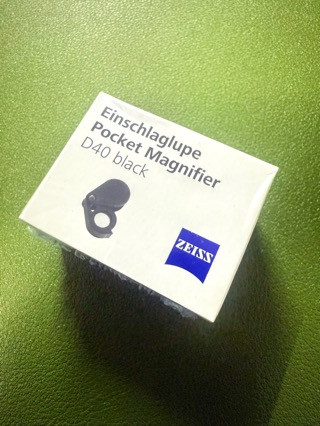 Einschlaglupe
Pocket Magnifier
D40 black
ZEISS